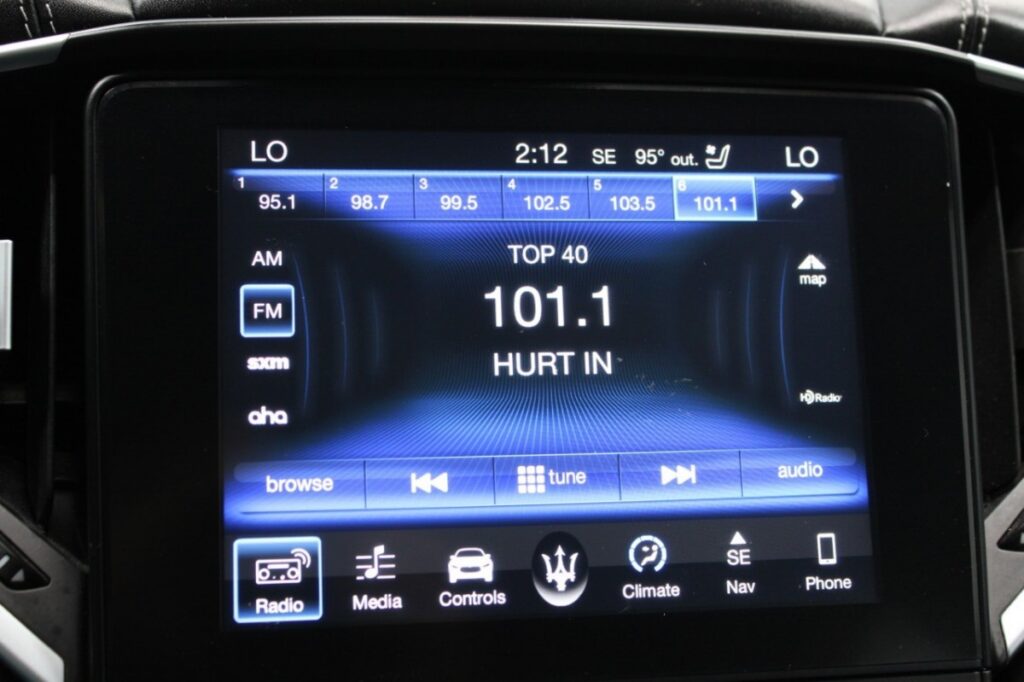 LO 2:12 SE 95° out. LO
1 95.1 2 98.7 3 99.5 4 102.5 5 103.5 6 101.1
TOP 40
AM
map
101.1
FM
HURT IN
sxm
HD Radio
aha
browse tune audio
Radio Media Controls Climate SE Nav Phone